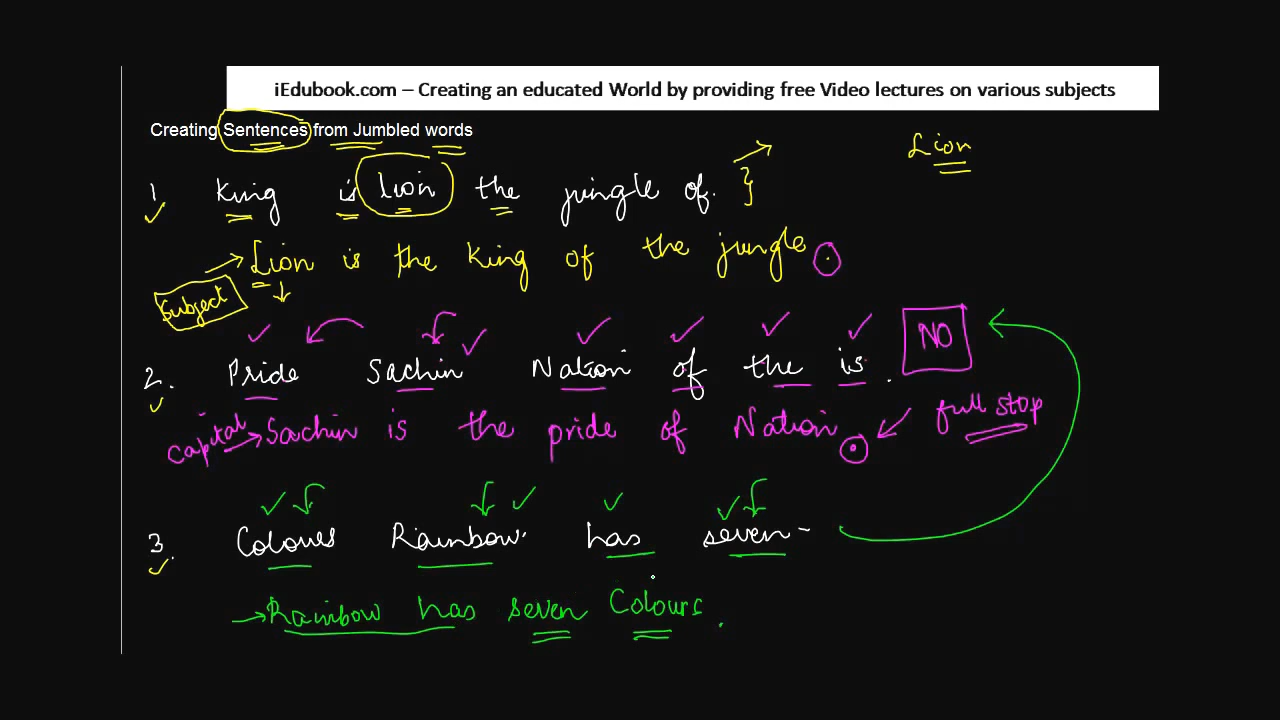 iEdubook.com – Creating an educated World by providing free Video lectures on various subjects
Creating Sentences from Jumbled words
Lion
1 King is lion the jungle of.
Lion is the King of the jungle.
Subject
2. Pride Sachin Nation of the is.
NO
capital Sachin is the pride of Nation.
full stop
3. Colours Rainbow has seven
Rainbow has seven Colours.